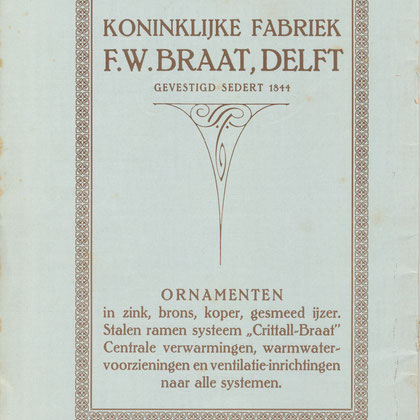 KONINKLIJKE FABRIEK
F.W. BRAAT, DELFT
GEVESTIGD SEDERT 1844
ORNAMENTEN
in zink, brons, koper, gesmeed ijzer.
Stalen ramen systeem „Crittall-Braat”
Centrale verwarmingen, warmwater-
voorzieningen en ventilatie-inrichtingen
naar alle systemen.